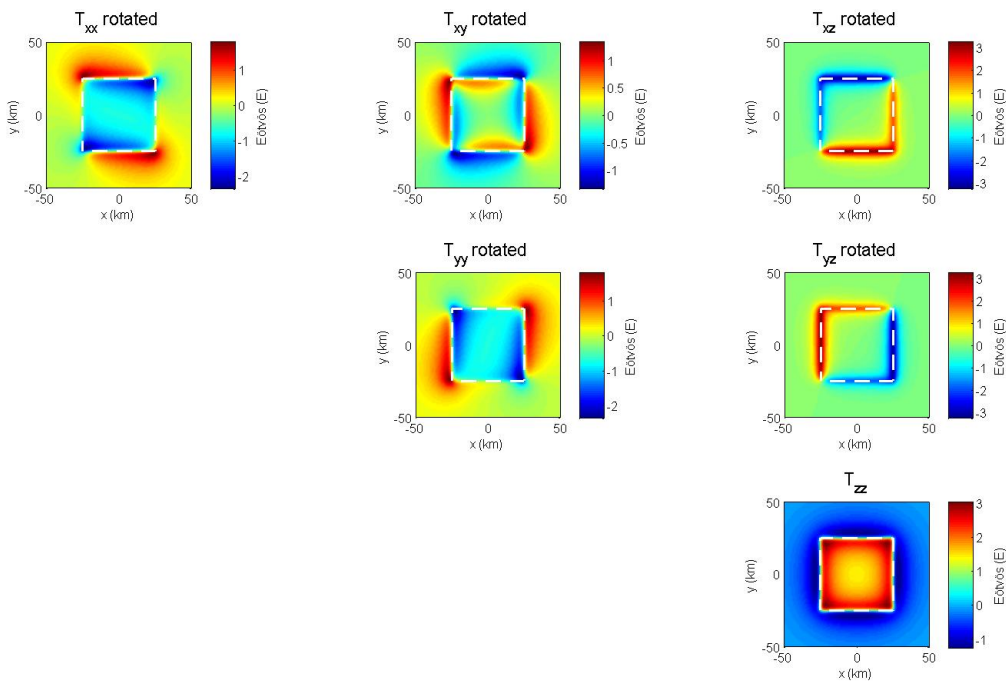 Txx rotated
50
0
-50
y (km)
-50 0 50
x (km)
1
0
-1
-2
Eötvös (E)
Txy rotated
50
0
-50
y (km)
-50 0 50
x (km)
1
0.5
0
-0.5
-1
Eötvös (E)
Txz rotated
50
0
-50
y (km)
-50 0 50
x (km)
3
2
1
0
-1
-2
-3
Eötvös (E)
Tyy rotated
50
0
-50
y (km)
-50 0 50
x (km)
1
0
-1
-2
Eötvös (E)
Tyz rotated
50
0
-50
y (km)
-50 0 50
x (km)
3
2
1
0
-1
-2
-3
Eötvös (E)
Tzz
50
0
-50
y (km)
-50 0 50
x (km)
3
2
1
0
-1
Eötvös (E)